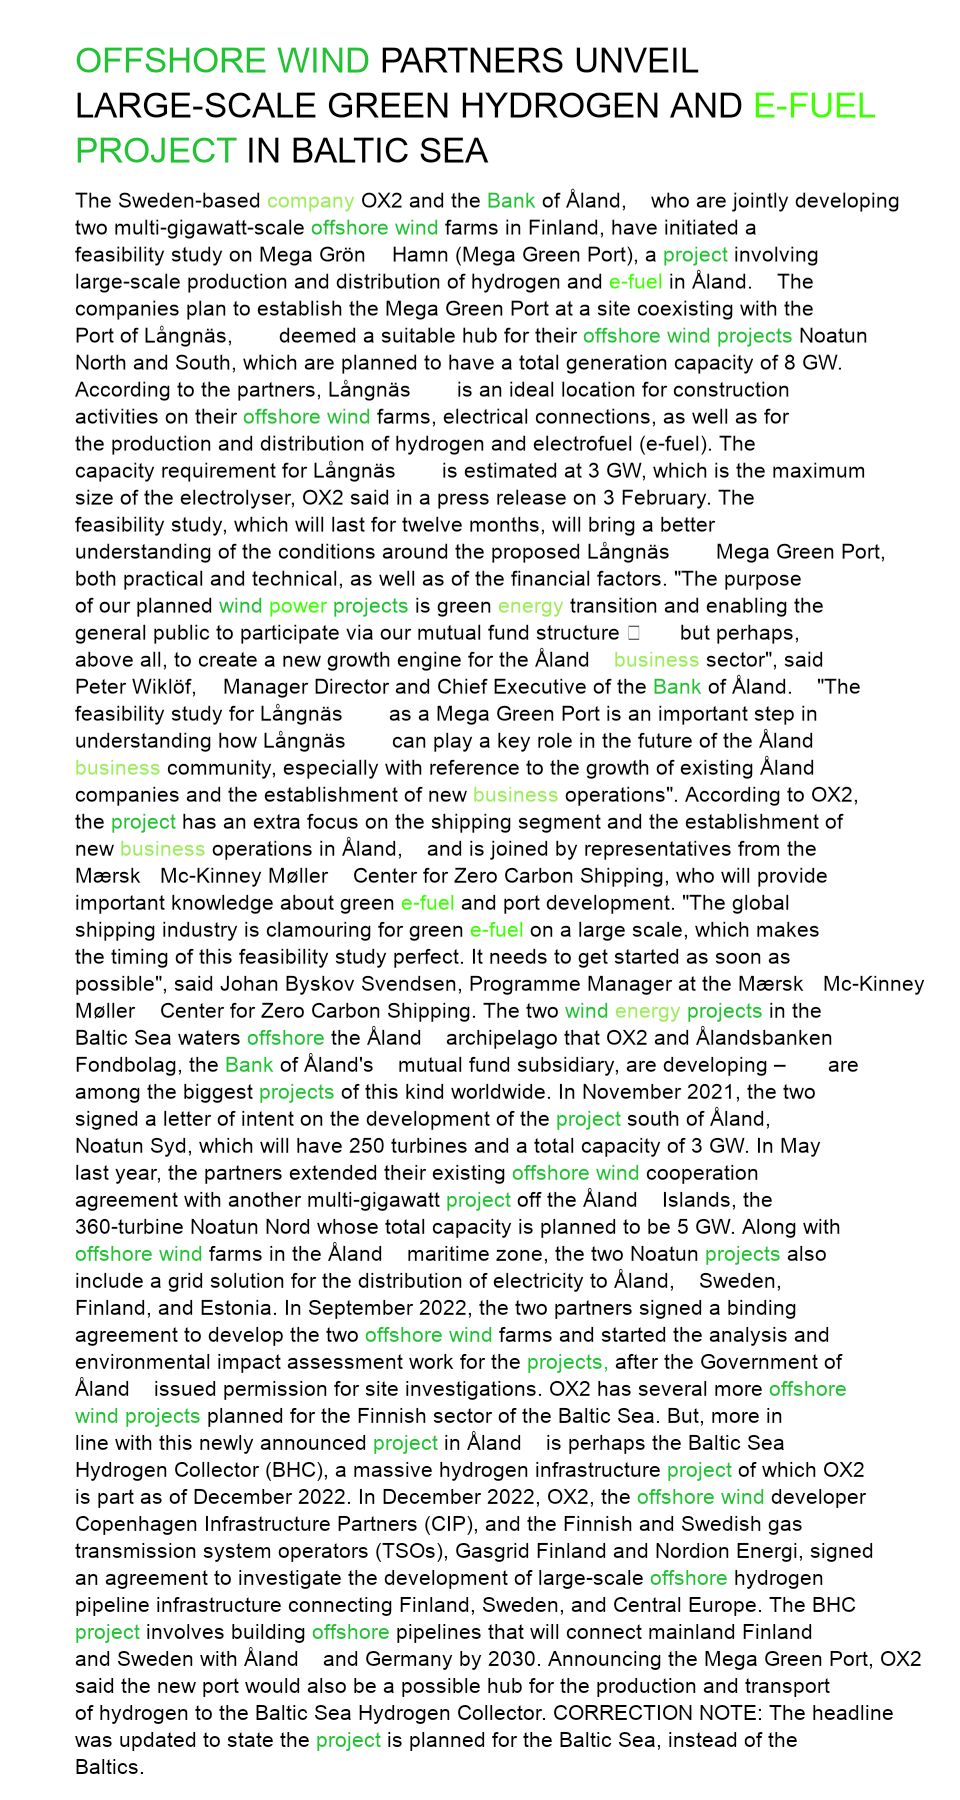 OFFSHORE WIND PARTNERS UNVEIL
LARGE-SCALE GREEN HYDROGEN AND E-FUEL
PROJECT IN BALTIC SEA
The Sweden-based company OX2 and the Bank of Åland, who are jointly developing
two multi-gigawatt-scale offshore wind farms in Finland, have initiated a
feasibility study on Mega Grön Hamn (Mega Green Port), a project involving
large-scale production and distribution of hydrogen and e-fuel in Åland. The
companies plan to establish the Mega Green Port at a site coexisting with the
Port of Långnäs, deemed a suitable hub for their offshore wind projects Noatun
North and South, which are planned to have a total generation capacity of 8 GW.
According to the partners, Långnäs is an ideal location for construction
activities on their offshore wind farms, electrical connections, as well as for
the production and distribution of hydrogen and electrofuel (e-fuel). The
capacity requirement for Långnäs is estimated at 3 GW, which is the maximum
size of the electrolyser, OX2 said in a press release on 3 February. The
feasibility study, which will last for twelve months, will bring a better
understanding of the conditions around the proposed Långnäs Mega Green Port,
both practical and technical, as well as of the financial factors. "The purpose
of our planned wind power projects is green energy transition and enabling the
general public to participate via our mutual fund structure but perhaps,
above all, to create a new growth engine for the Åland business sector", said
Peter Wiklöf, Manager Director and Chief Executive of the Bank of Åland. "The
feasibility study for Långnäs as a Mega Green Port is an important step in
understanding how Långnäs can play a key role in the future of the Åland
business community, especially with reference to the growth of existing Åland
companies and the establishment of new business operations". According to OX2,
the project has an extra focus on the shipping segment and the establishment of
new business operations in Åland, and is joined by representatives from the
Mærsk Mc-Kinney Møller Center for Zero Carbon Shipping, who will provide
important knowledge about green e-fuel and port development. "The global
shipping industry is clamouring for green e-fuel on a large scale, which makes
the timing of this feasibility study perfect. It needs to get started as soon as
possible", said Johan Byskov Svendsen, Programme Manager at the Mærsk Mc-Kinney
Møller Center for Zero Carbon Shipping. The two wind energy projects in the
Baltic Sea waters offshore the Åland archipelago that OX2 and Ålandsbanken
Fondbolag, the Bank of Åland's mutual fund subsidiary, are developing – are
among the biggest projects of this kind worldwide. In November 2021, the two
signed a letter of intent on the development of the project south of Åland,
Noatun Syd, which will have 250 turbines and a total capacity of 3 GW. In May
last year, the partners extended their existing offshore wind cooperation
agreement with another multi-gigawatt project off the Åland Islands, the
360-turbine Noatun Nord whose total capacity is planned to be 5 GW. Along with
offshore wind farms in the Åland maritime zone, the two Noatun projects also
include a grid solution for the distribution of electricity to Åland, Sweden,
Finland, and Estonia. In September 2022, the two partners signed a binding
agreement to develop the two offshore wind farms and started the analysis and
environmental impact assessment work for the projects, after the Government of
Åland issued permission for site investigations. OX2 has several more offshore
wind projects planned for the Finnish sector of the Baltic Sea. But, more in
line with this newly announced project in Åland is perhaps the Baltic Sea
Hydrogen Collector (BHC), a massive hydrogen infrastructure project of which OX2
is part as of December 2022. In December 2022, OX2, the offshore wind developer
Copenhagen Infrastructure Partners (CIP), and the Finnish and Swedish gas
transmission system operators (TSOs), Gasgrid Finland and Nordion Energi, signed
an agreement to investigate the development of large-scale offshore hydrogen
pipeline infrastructure connecting Finland, Sweden, and Central Europe. The BHC
project involves building offshore pipelines that will connect mainland Finland
and Sweden with Åland and Germany by 2030. Announcing the Mega Green Port, OX2
said the new port would also be a possible hub for the production and transport
of hydrogen to the Baltic Sea Hydrogen Collector. CORRECTION NOTE: The headline
was updated to state the project is planned for the Baltic Sea, instead of the
Baltics.